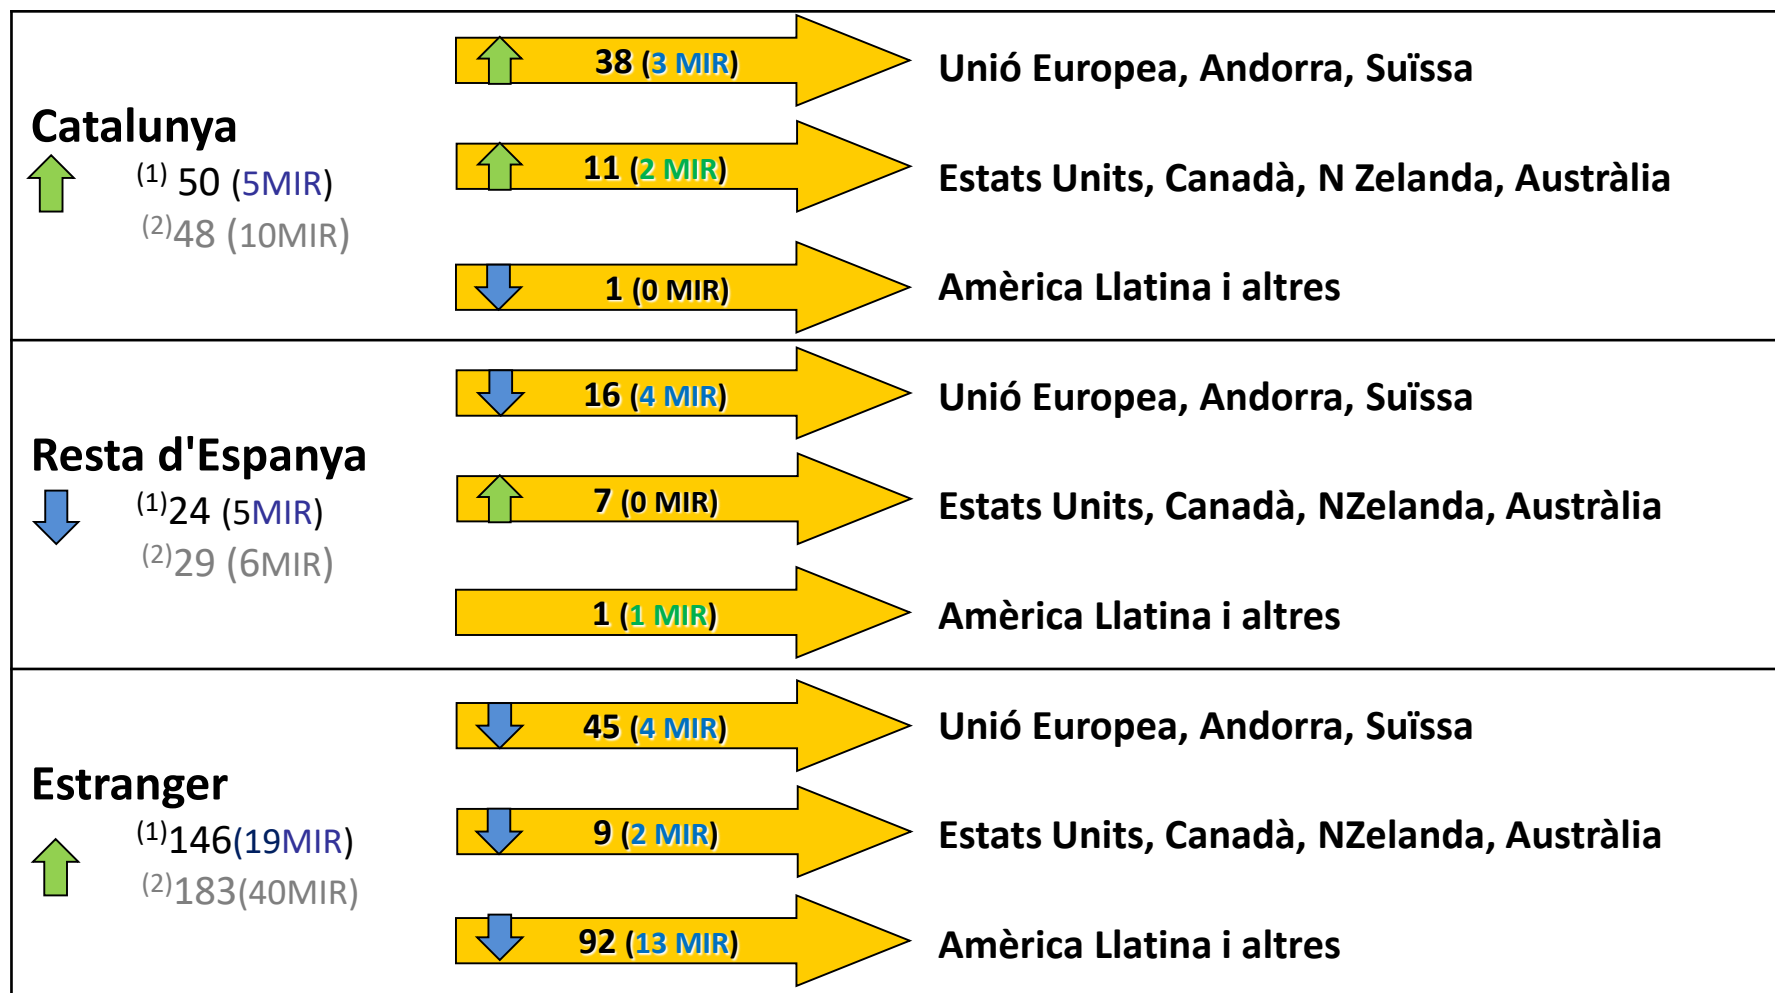 Catalunya
(1) 50 (5MIR)
(2)48 (10MIR)
38 (3 MIR)
Unió Europea, Andorra, Suïssa
11 (2 MIR)
Estats Units, Canadà, N Zelanda, Austràlia
1 (0 MIR)
Amèrica Llatina i altres
Resta d'Espanya
(1)24 (5MIR)
(2)29 (6MIR)
16 (4 MIR)
Unió Europea, Andorra, Suïssa
7 (0 MIR)
Estats Units, Canadà, NZelanda, Austràlia
1 (1 MIR)
Amèrica Llatina i altres
Estranger
(1)146(19MIR)
(2)183(40MIR)
45 (4 MIR)
Unió Europea, Andorra, Suïssa
9 (2 MIR)
Estats Units, Canadà, NZelanda, Austràlia
92 (13 MIR)
Amèrica Llatina i altres